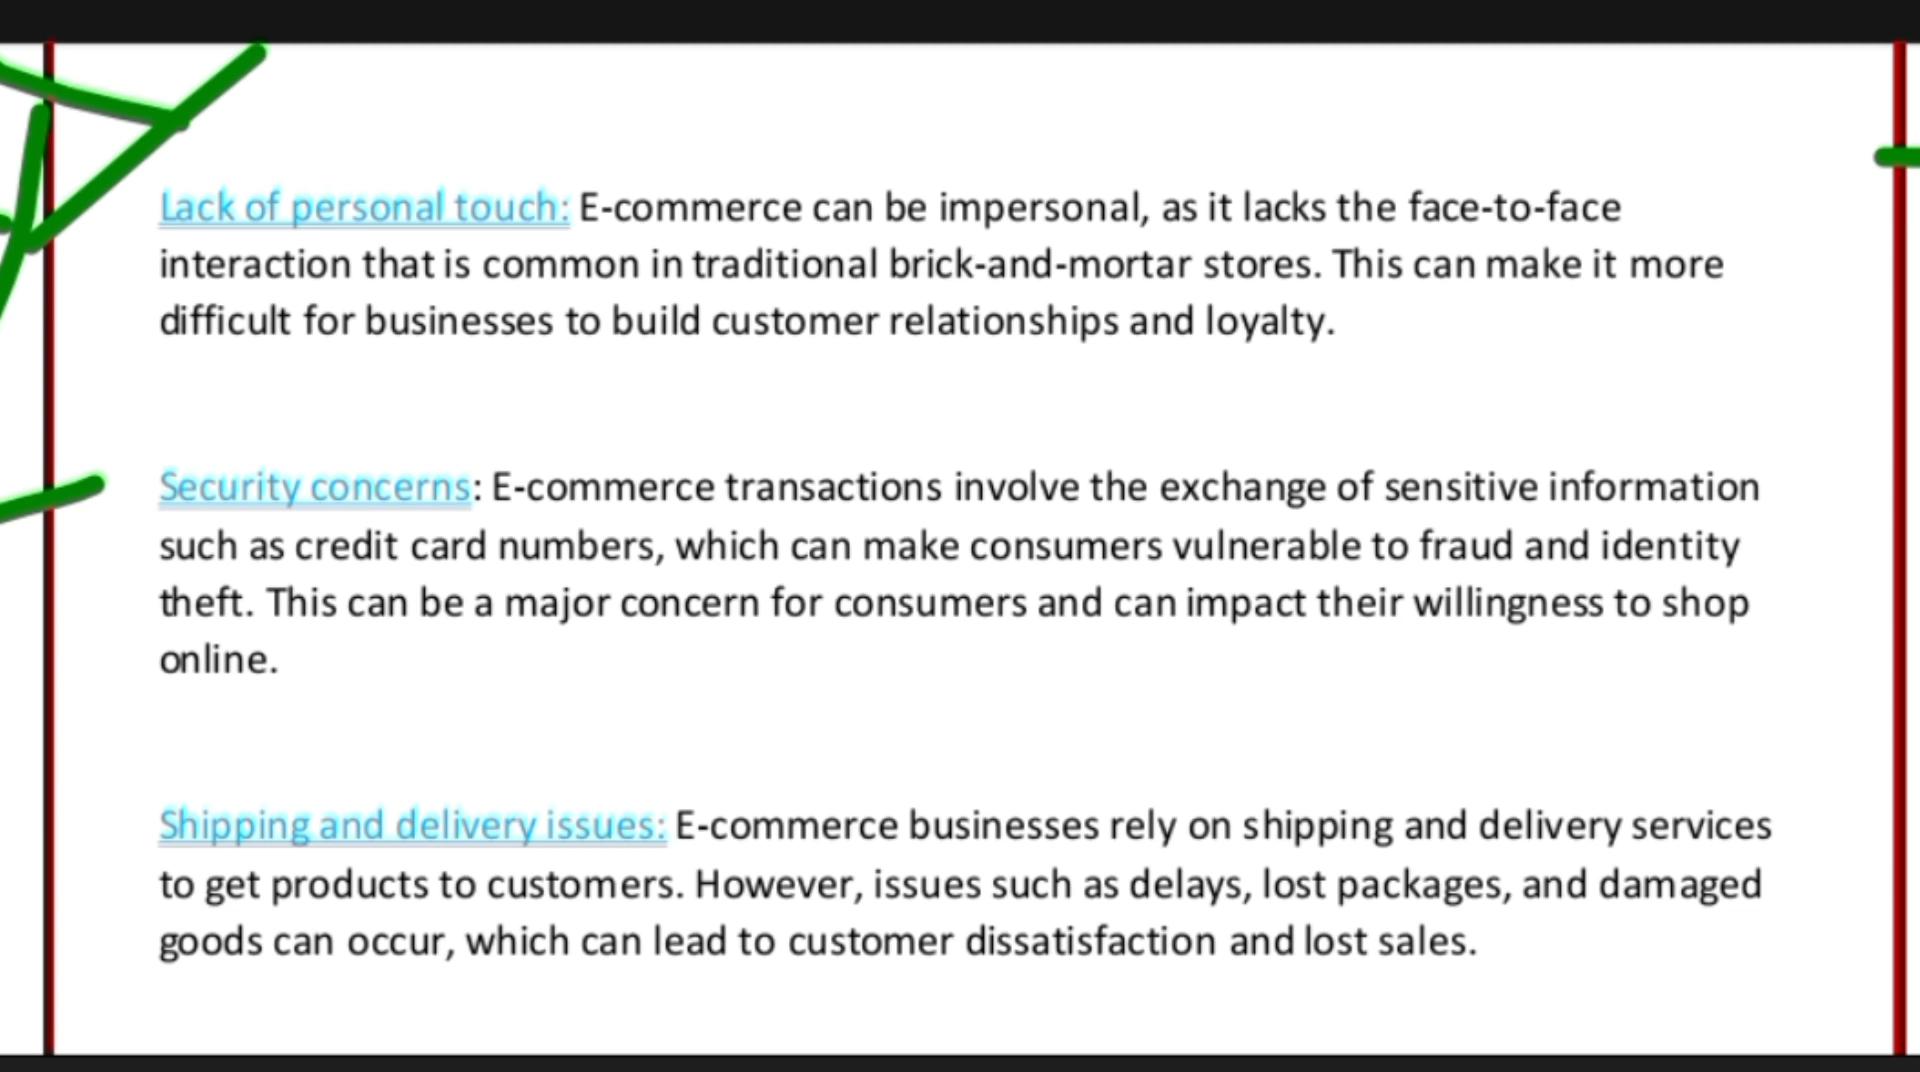 Lack of personal touch: E-commerce can be impersonal, as it lacks the face-to-face
interaction that is common in traditional brick-and-mortar stores. This can make it more
difficult for businesses to build customer relationships and loyalty.
Security concerns: E-commerce transactions involve the exchange of sensitive information
such as credit card numbers, which can make consumers vulnerable to fraud and identity
theft. This can be a major concern for consumers and can impact their willingness to shop
online.
Shipping and delivery issues: E-commerce businesses rely on shipping and delivery services
to get products to customers. However, issues such as delays, lost packages, and damaged
goods can occur, which can lead to customer dissatisfaction and lost sales.